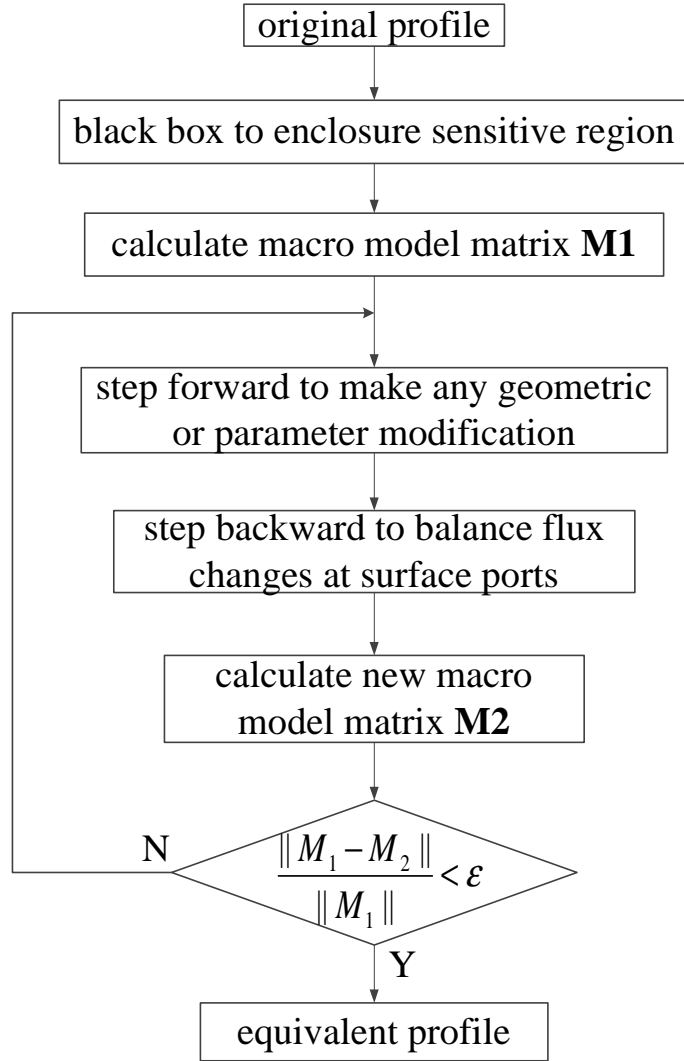 original profile
black box to enclosure sensitive region
calculate macro model matrix M1
step forward to make any geometric
or parameter modification
step backward to balance flux
changes at surface ports
calculate new macro
model matrix M2
N
|| M₁ − M₂ ||
|| M₁ ||
< ε
Y
equivalent profile